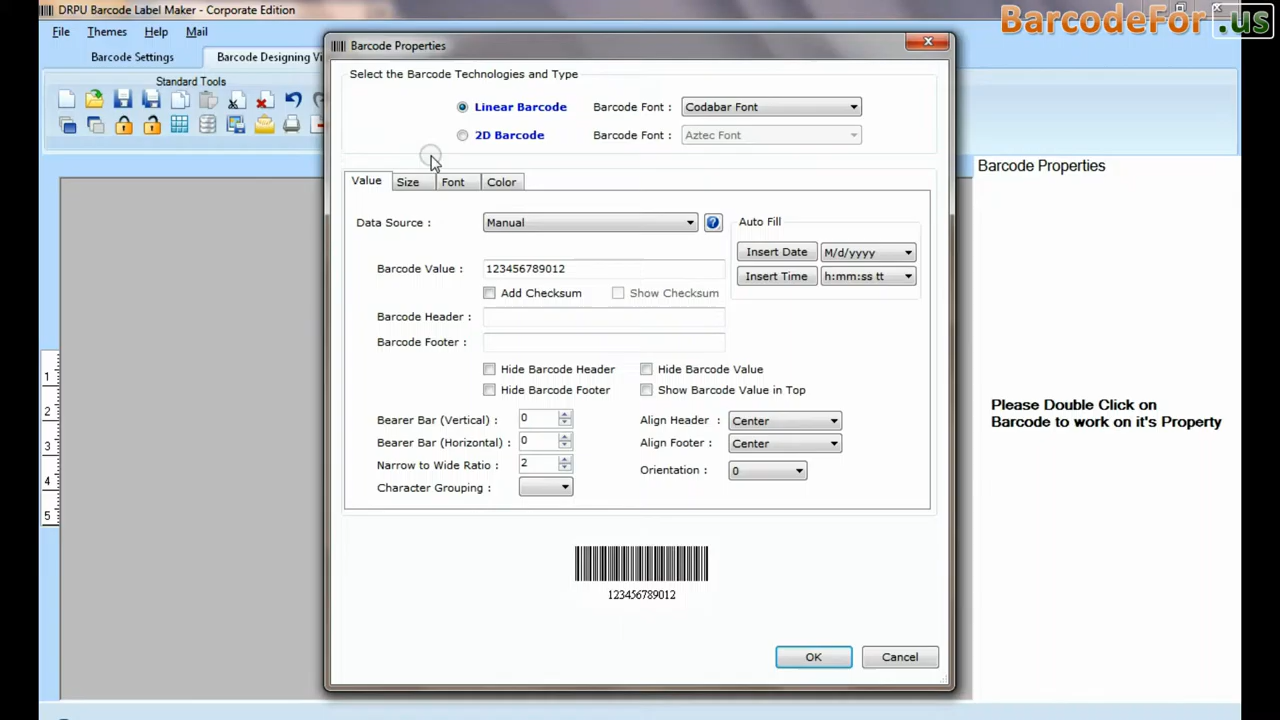 DRPU Barcode Label Maker - Corporate Edition
BarcodeFor.us
File Themes Help Mail
Barcode Properties
Barcode Settings
Barcode Designing Vi
Select the Barcode Technologies and Type
Standard Tools
Linear Barcode Barcode Font : Codabar Font
2D Barcode Barcode Font : Aztec Font
Barcode Properties
Value Size Font Color
Data Source : Manual ?
Auto Fill
Insert Date M/d/yyyy
Barcode Value : 123456789012
Insert Time h:mm:ss tt
Add Checksum Show Checksum
Barcode Header :
Barcode Footer :
Hide Barcode Header Hide Barcode Value
Hide Barcode Footer Show Barcode Value in Top
Please Double Click on
Barcode to work on it's Property
Bearer Bar (Vertical) : 0 Align Header : Center
Bearer Bar (Horizontal) : 0 Align Footer : Center
Narrow to Wide Ratio : 2 Orientation : 0
Character Grouping :
1
2
3
4
5
123456789012
OK Cancel